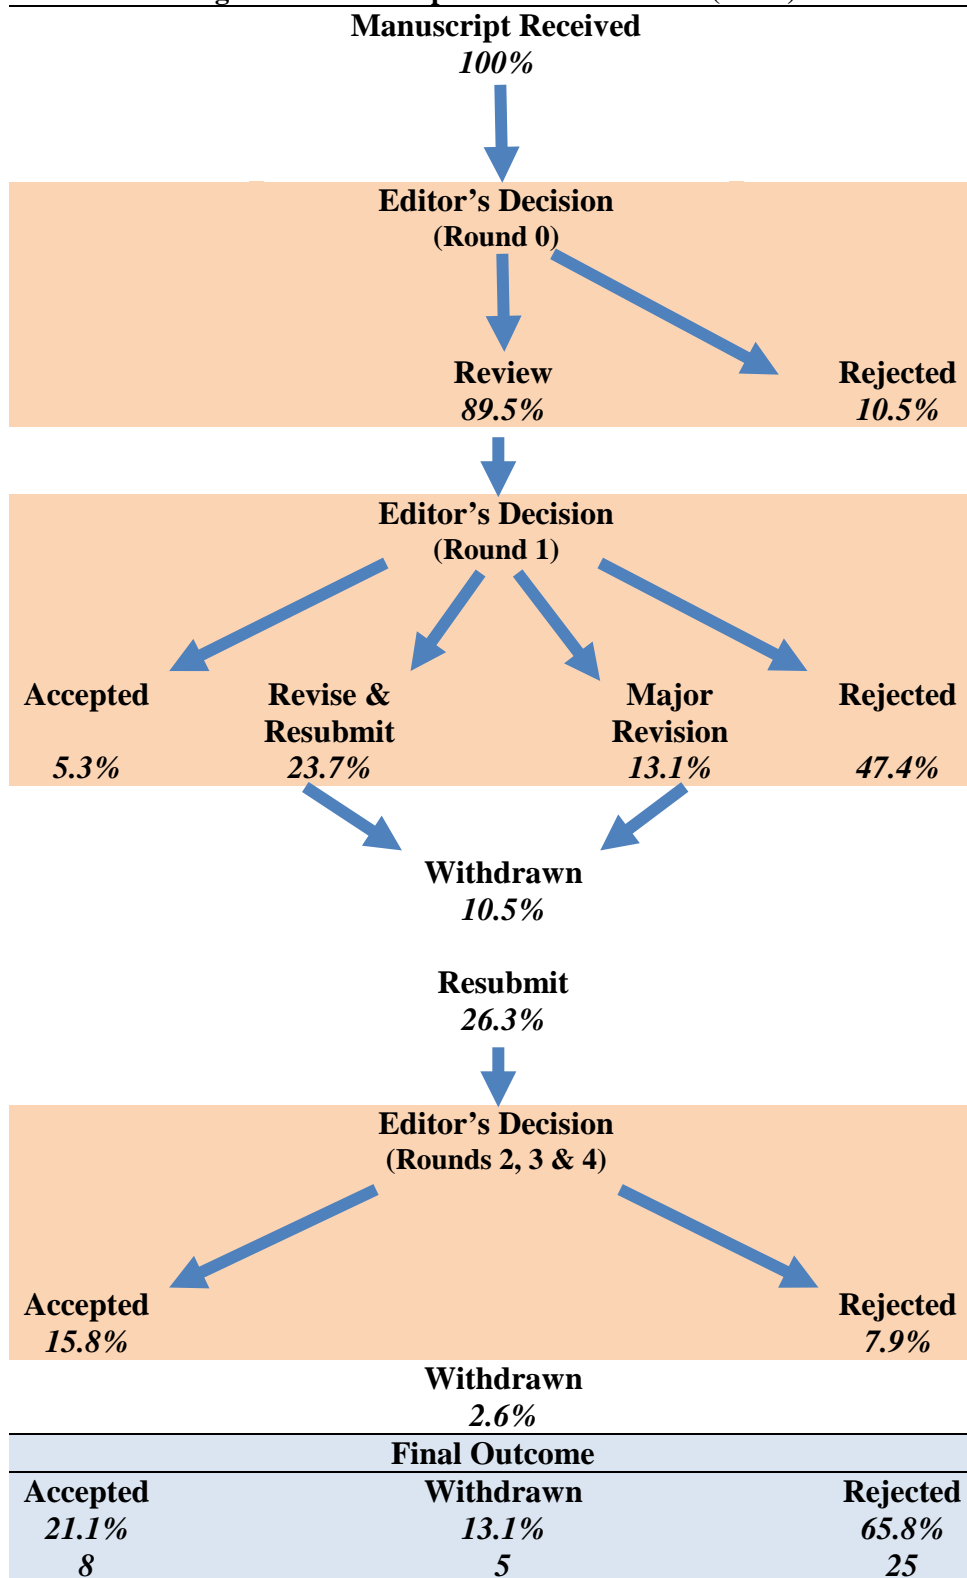 Manuscript Received
100%
Editor’s Decision
(Round 0)
Review Rejected
89.5% 10.5%
Editor’s Decision
(Round 1)
Accepted Revise & Major Rejected
Resubmit Revision
5.3% 23.7% 13.1% 47.4%
Withdrawn
10.5%
Resubmit
26.3%
Editor’s Decision
(Rounds 2, 3 & 4)
Accepted Rejected
15.8% 7.9%
Withdrawn
2.6%
Final Outcome
Accepted Withdrawn Rejected
21.1% 13.1% 65.8%
8 5 25